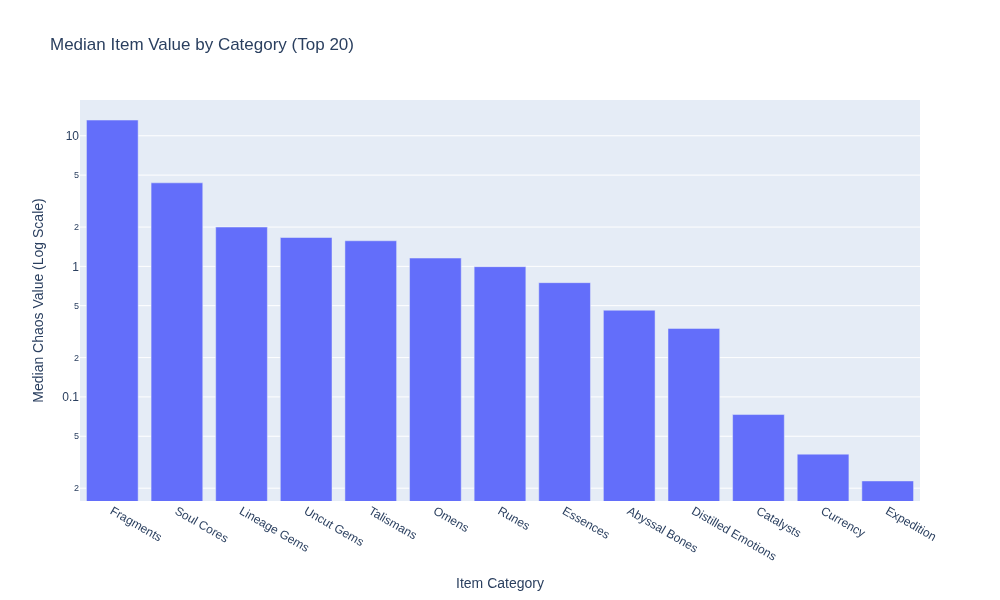 Median Item Value by Category (Top 20)
Median Chaos Value (Log Scale)
10
5
2
1
5
2
0.1
5
2
Fragments
Soul Cores
Lineage Gems
Uncut Gems
Talismans
Omens
Runes
Essences
Abyssal Bones
Distilled Emotions
Catalysts
Currency
Expedition
Item Category